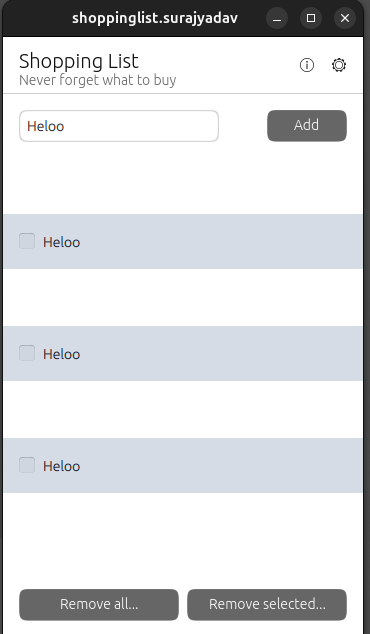 shoppinglist.surajyadav
Shopping List
Never forget what to buy
Heloo
Add
Heloo
Heloo
Heloo
Remove all...
Remove selected...